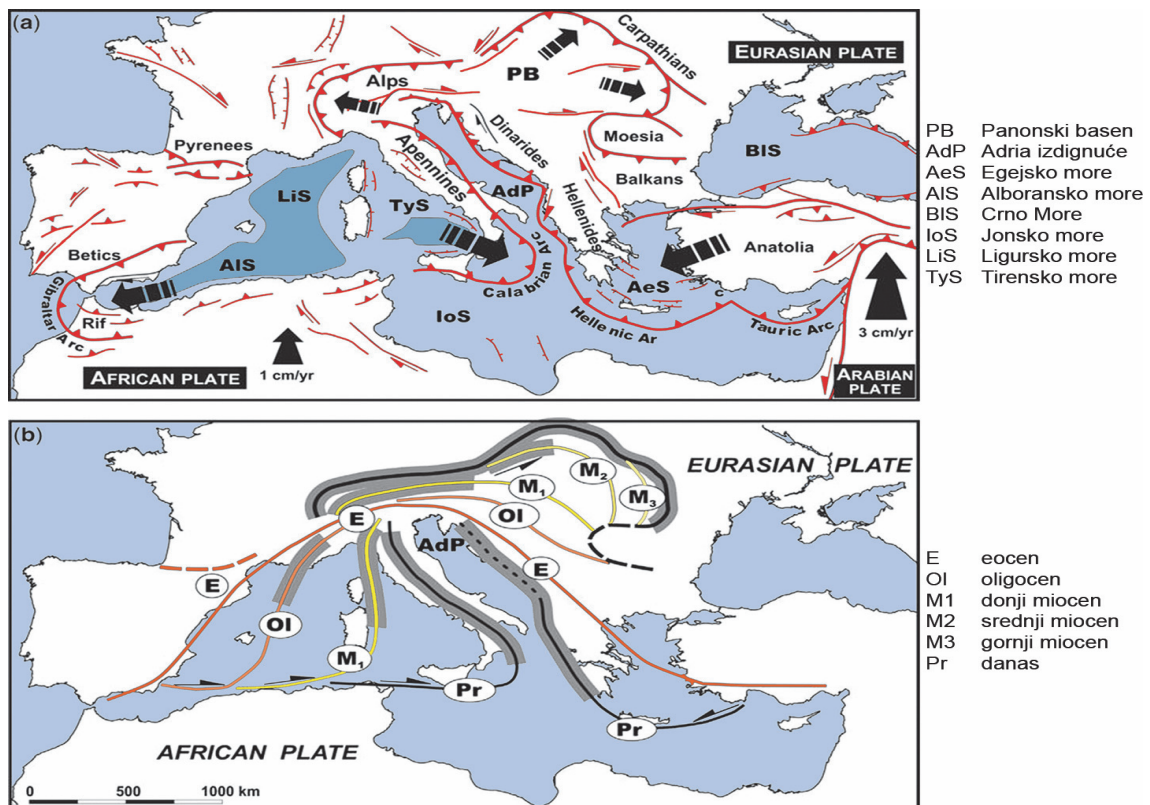 (a)
Carpathians
EURASIAN PLATE
PB
Alps
Dinarides
Moesia
BIS
Pyrenees
Apennines
AdP
Balkans
LiS
TyS
Hellenides
Betics
Anatolia
AlS
AeS
Calabrian Arc
c
Gibraltar Arc
Rif
IoS
Hellenic Ar
Tauric Arc
3 cm/yr
AFRICAN PLATE
1 cm/yr
ARABIAN PLATE
PB Panonski basen
AdP Adria izdignuće
AeS Egejsko more
AlS Alboransko more
BIS Crno More
IoS Jonsko more
LiS Ligursko more
TyS Tirensko more
(b)
EURASIAN PLATE
M2
M1
M3
E
Ol
AdP
E
E
Ol
M1
Pr
Pr
AFRICAN PLATE
0 500 1000 km
E eocen
Ol oligocen
M1 donji miocen
M2 srednji miocen
M3 gornji miocen
Pr danas